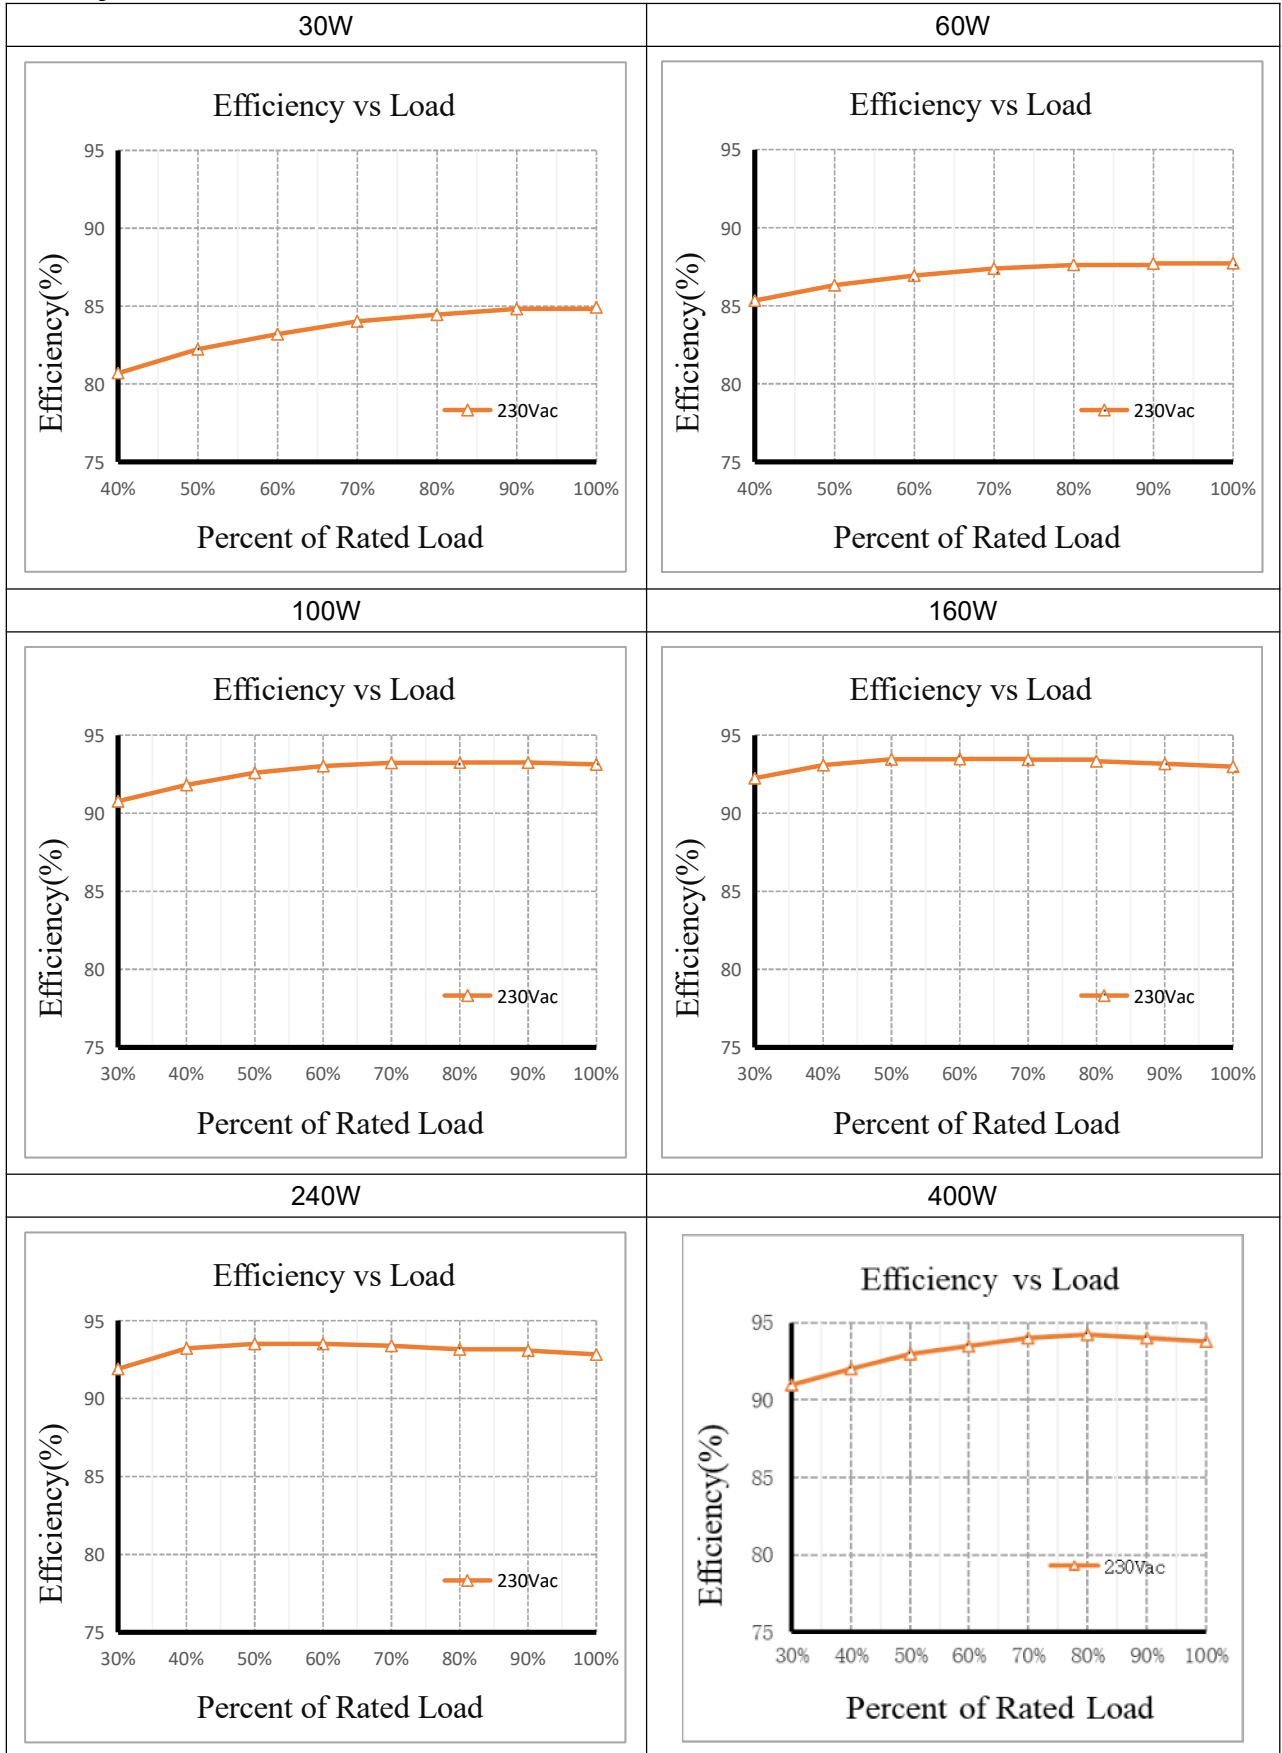 30W
60W
Efficiency vs Load
95
90
85
80
75
Efficiency(%)
230Vac
40% 50% 60% 70% 80% 90% 100%
Percent of Rated Load
Efficiency vs Load
95
90
85
80
75
Efficiency(%)
230Vac
40% 50% 60% 70% 80% 90% 100%
Percent of Rated Load
100W
160W
Efficiency vs Load
95
90
85
80
75
Efficiency(%)
230Vac
30% 40% 50% 60% 70% 80% 90% 100%
Percent of Rated Load
Efficiency vs Load
95
90
85
80
75
Efficiency(%)
230Vac
30% 40% 50% 60% 70% 80% 90% 100%
Percent of Rated Load
240W
400W
Efficiency vs Load
95
90
85
80
75
Efficiency(%)
230Vac
30% 40% 50% 60% 70% 80% 90% 100%
Percent of Rated Load
Efficiency vs Load
95
90
85
80
75
Efficiency(%)
230Vac
30% 40% 50% 60% 70% 80% 90% 100%
Percent of Rated Load